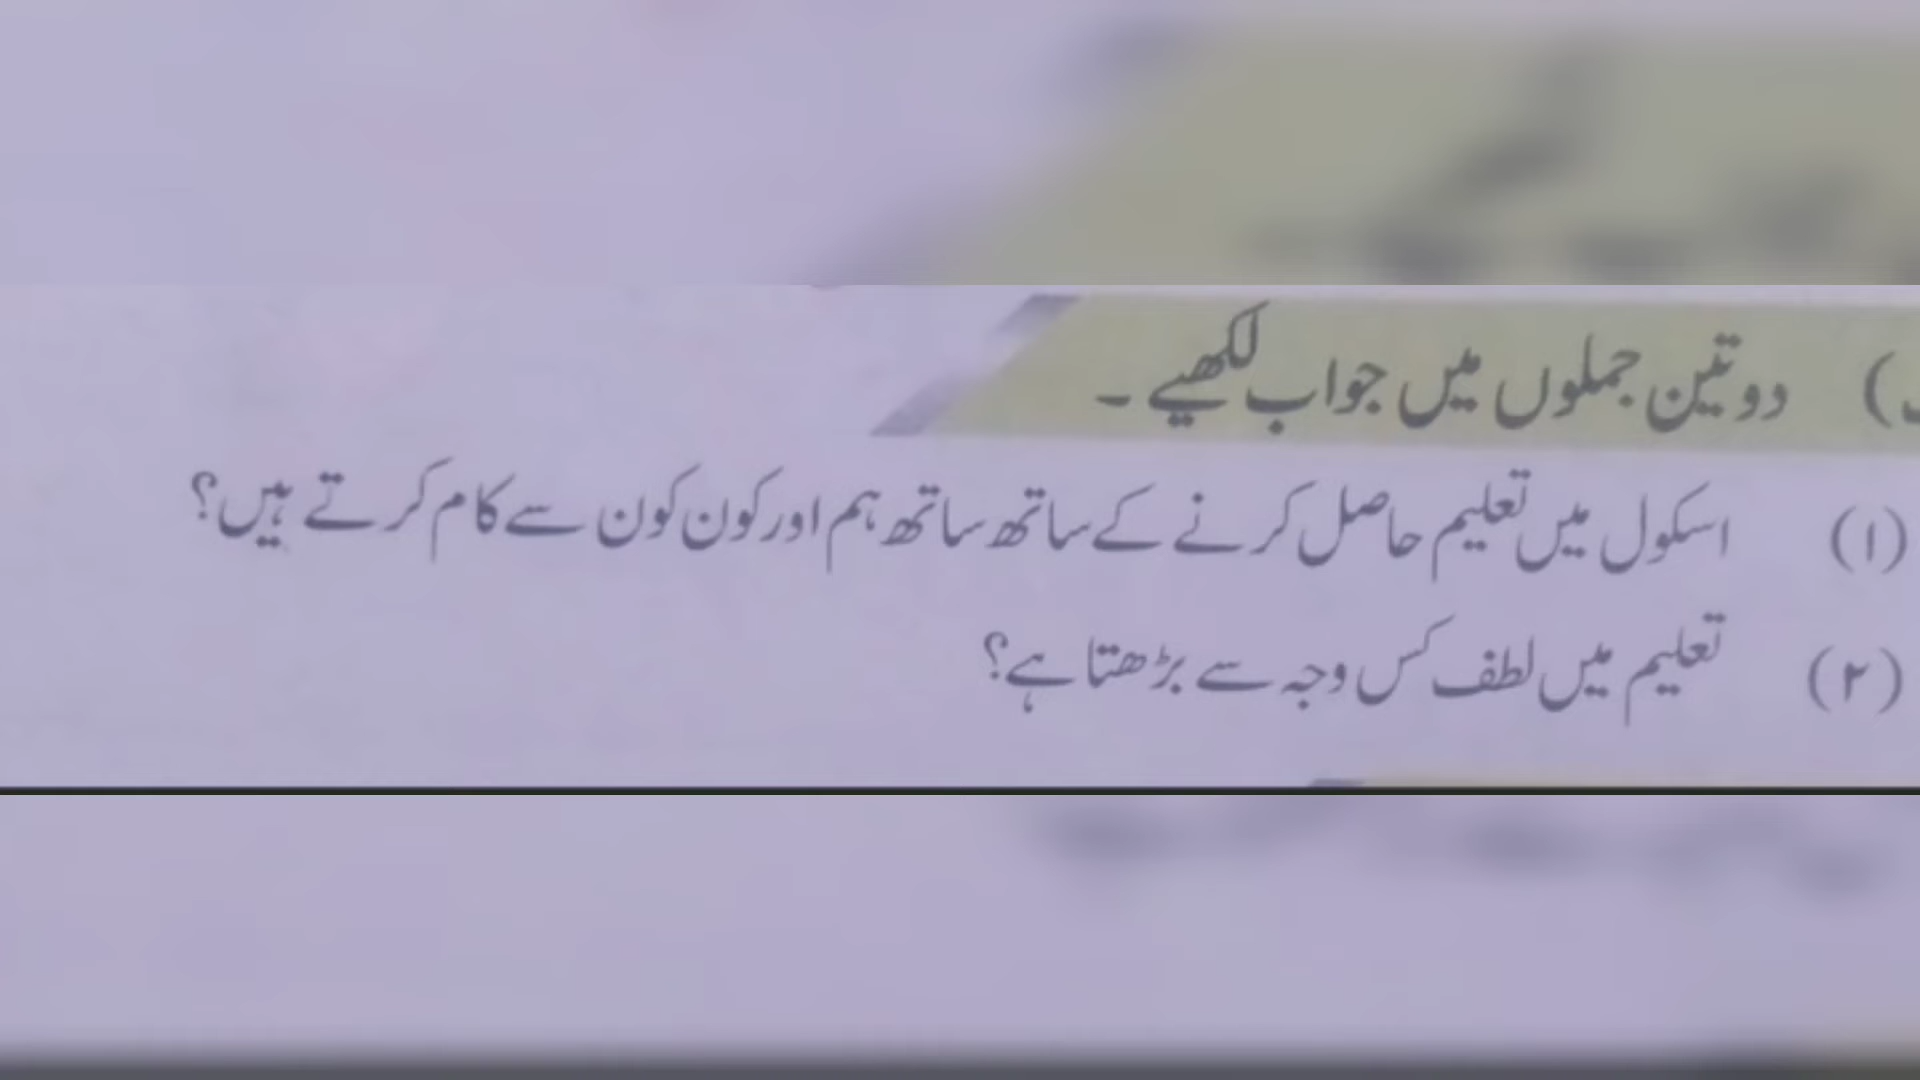 ) دو تین جملوں میں جواب لکھیے ۔
(۱) اسکول میں تعلیم حاصل کرنے کے ساتھ ساتھ ہم اور کون کون سے کام کرتے ہیں؟
(۲) تعلیم میں لطف کس وجہ سے بڑھتا ہے؟